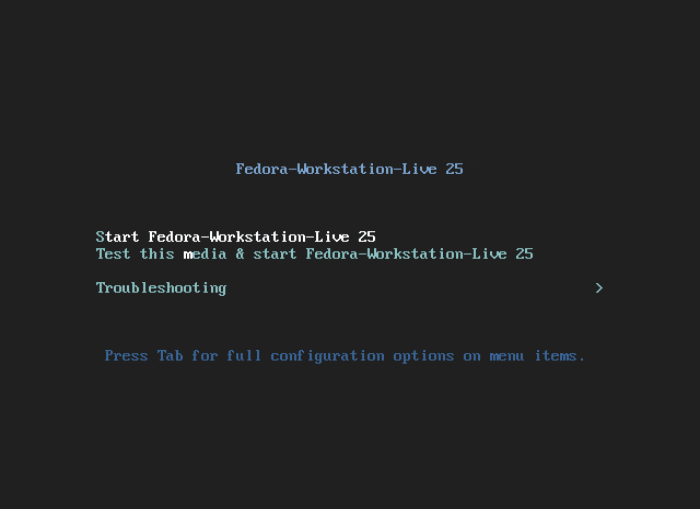 Fedora-Workstation-Live 25
Start Fedora-Workstation-Live 25
Test this media & start Fedora-Workstation-Live 25
Troubleshooting >
Press Tab for full configuration options on menu items.